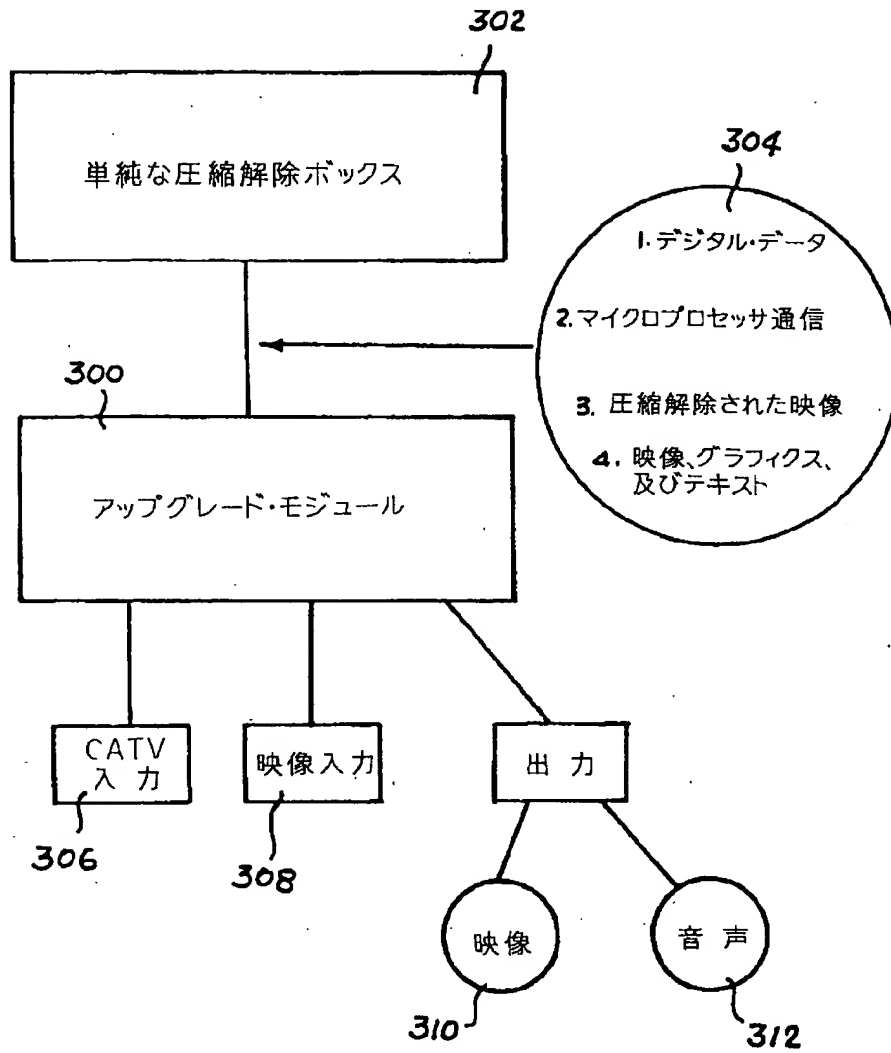 302
単純な圧縮解除ボックス
304
1.デジタル・データ
2.マイクロプロセッサ通信
3. 圧縮解除された映像
4. 映像、グラフィクス、
及びテキスト
300
アップグレード・モジュール
CATV
入力
306
映像入力
308
出力
映像
310
音声
312